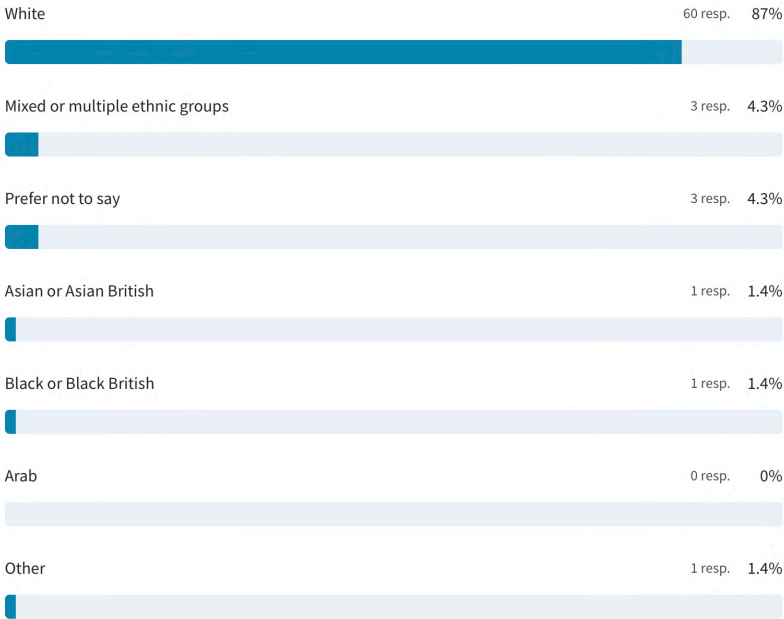 White 60 resp. 87%
Mixed or multiple ethnic groups 3 resp. 4.3%
Prefer not to say 3 resp. 4.3%
Asian or Asian British 1 resp. 1.4%
Black or Black British 1 resp. 1.4%
Arab 0 resp. 0%
Other 1 resp. 1.4%